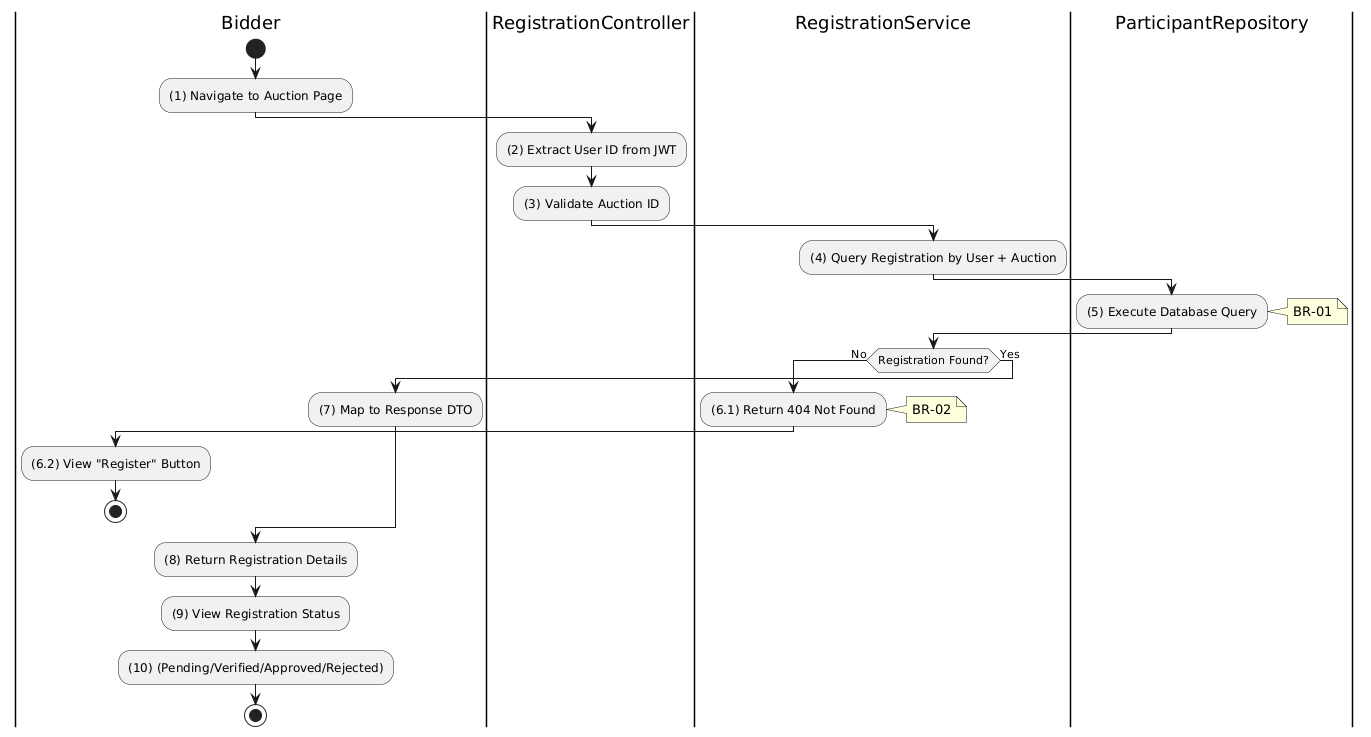 Bidder
RegistrationController
RegistrationService
ParticipantRepository
(1) Navigate to Auction Page
(2) Extract User ID from JWT
(3) Validate Auction ID
(4) Query Registration by User + Auction
(5) Execute Database Query
BR-01
No
Registration Found?
Yes
(7) Map to Response DTO
(6.1) Return 404 Not Found
BR-02
(6.2) View "Register" Button
(8) Return Registration Details
(9) View Registration Status
(10) (Pending/Verified/Approved/Rejected)